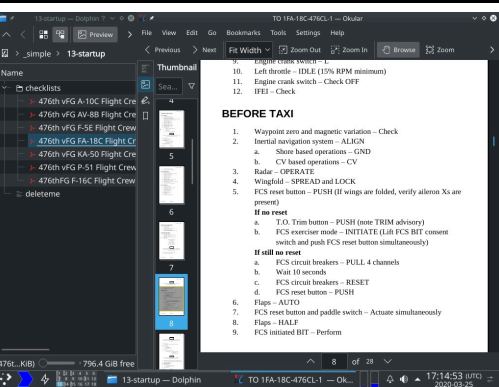 13-startup — Dolphin ?
TO 1FA-18C-476CL-1 — Okular
Preview
File View Edit Go Bookmarks Tools Settings Help
_simple > 13-startup
Previous Next Fit Width Zoom Out Zoom In Browse Zoom
Name
checklists
476th vFG A-10C Flight Cre
476th vFG AV-8B Flight Cre
476th vFG F-5E Flight Crew
476th vFG FA-18C Flight Cr
476th vFG KA-50 Flight Crew
476th vFG P-51 Flight Crew
476thFG F-16C Flight Crew
deleteme
Thumbnail
Sea...
4
5
6
7
8
9. Engine crank switch – L
10. Left throttle – IDLE (15% RPM minimum)
11. Engine crank switch – Check OFF
12. IFEI – Check
BEFORE TAXI
1. Waypoint zero and magnetic variation – Check
2. Inertial navigation system – ALIGN
a. Shore based operations – GND
b. CV based operations – CV
3. Radar – OPERATE
4. Wingfold – SPREAD and LOCK
5. FCS reset button – PUSH (If wings are folded, verify aileron Xs are
present)
If no reset
a. T.O. Trim button – PUSH (note TRIM advisory)
b. FCS exerciser mode – INITIATE (Lift FCS BIT consent
switch and push FCS reset button simultaneously)
If still no reset
a. FCS circuit breakers – PULL 4 channels
b. Wait 10 seconds
c. FCS circuit breakers – RESET
d. FCS reset button – PUSH
6. Flaps – AUTO
7. FCS reset button and paddle switch – Actuate simultaneously
8. Flaps – HALF
9. FCS initiated BIT – Perform
476t...KiB) 796.4 GiB free
8 of 28
13-startup — Dolphin
TO 1FA-18C-476CL-1 — Ok...
17:14:53 (UTC)
2020-03-25